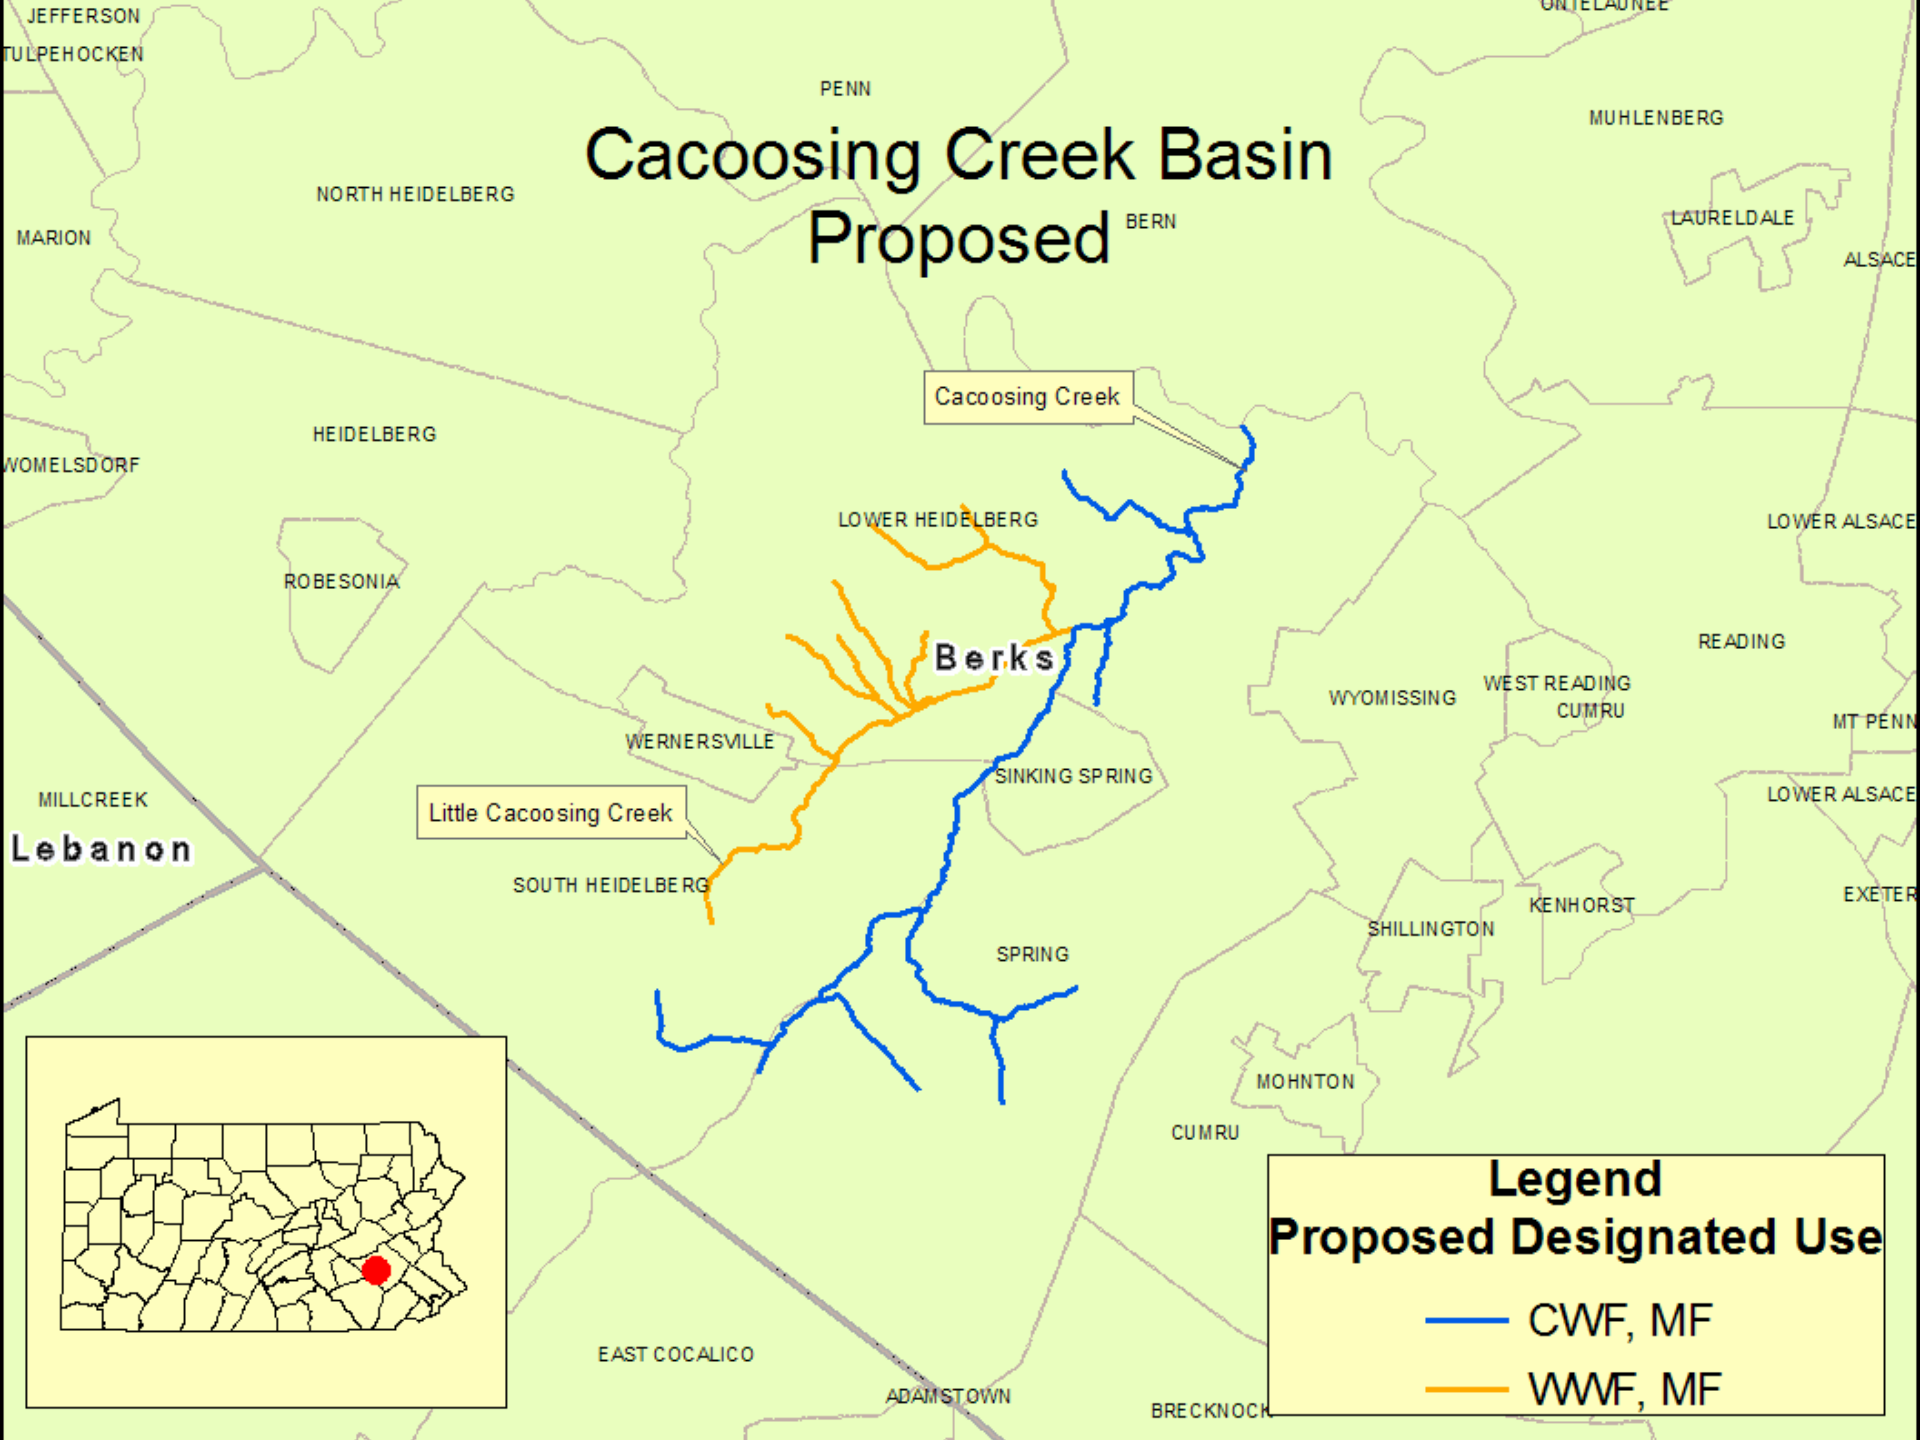 JEFFERSON
ONTELAUNEE
TULPEHOCKEN
PENN
MUHLENBERG
Cacoosing Creek Basin
Proposed
NORTH HEIDELBERG
BERN
LAURELDALE
MARION
ALSACE
Cacoosing Creek
HEIDELBERG
WOMELSDORF
LOWER HEIDELBERG
LOWER ALSACE
ROBESONIA
READING
Berks
WEST READING
WYOMISSING
CUMRU
MT PENN
WERNERSVILLE
SINKING SPRING
MILLCREEK
LOWER ALSACE
Little Cacoosing Creek
Lebanon
SOUTH HEIDELBERG
EXETER
KENHORST
SHILLINGTON
SPRING
MOHNTON
CUMRU
Legend
Proposed Designated Use
CWF, MF
WWF, MF
EAST COCALICO
ADAMSTOWN
BRECKNOCK